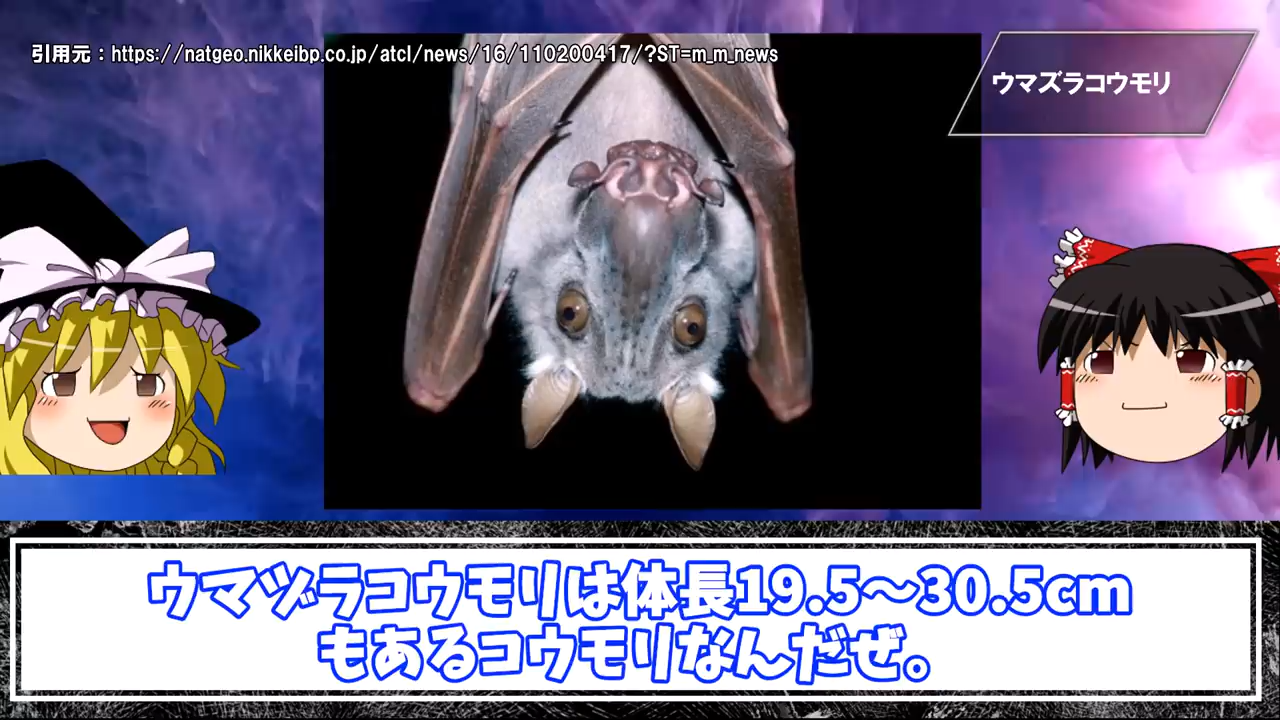 引用元：https://natgeo.nikkeibp.co.jp/atcl/news/16/110200417/?ST=m_m_news
ウマズラコウモリ
ウマヅラコウモリは体長19.5～30.5cm
もあるコウモリなんだぜ。